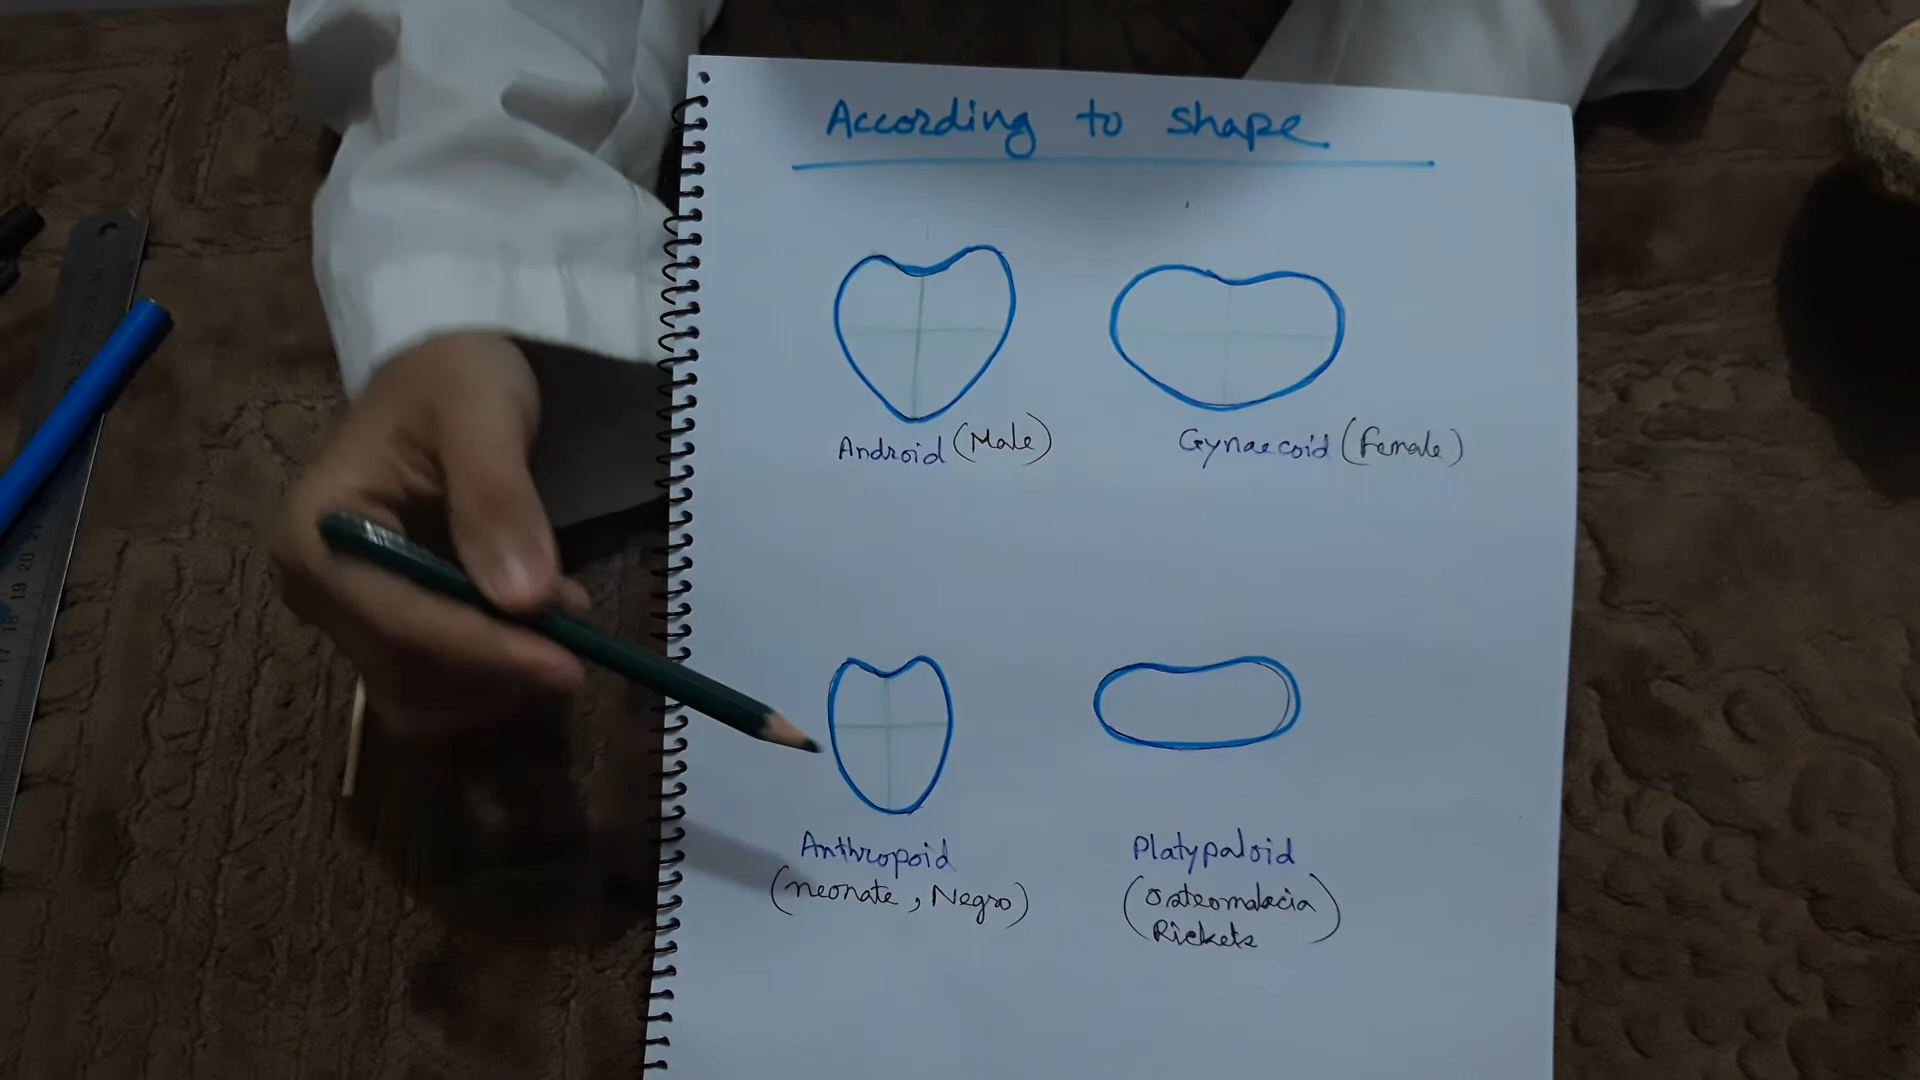 According to shape
Android (Male)
Gynaecoid (Female)
Anthropoid
(neonate, Negro)
Platypaloid
(Osteomalacia
Rickets)